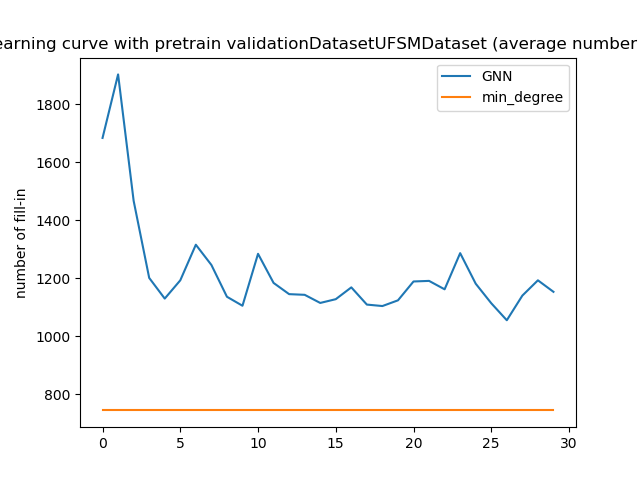 earning curve with pretrain validationDatasetUFSMDataset (average number
GNN
min_degree
number of fill-in
1800
1600
1400
1200
1000
800
0 5 10 15 20 25 30